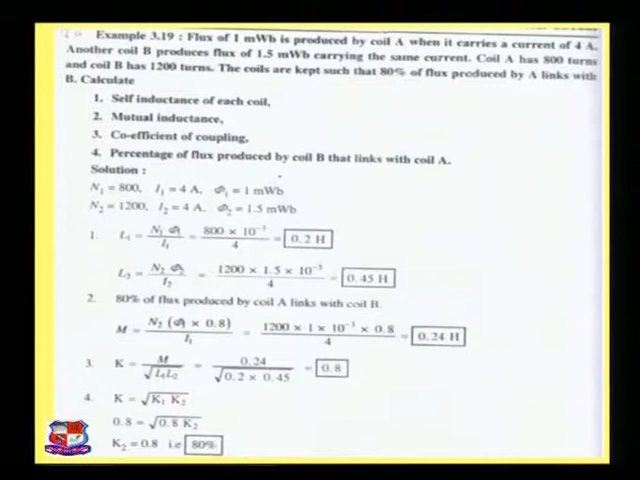 Example 3.19 : Flux of 1 mWb is produced by coil A when it carries a current of 4 A.
Another coil B produces flux of 1.5 mWb carrying the same current. Coil A has 800 turns
and coil B has 1200 turns. The coils are kept such that 80% of flux produced by A links with
B. Calculate
1. Self inductance of each coil,
2. Mutual inductance,
3. Co-efficient of coupling,
4. Percentage of flux produced by coil B that links with coil A.
Solution :
N₁ = 800, I₁ = 4 A, Φ₁ = 1 mWb
N₂ = 1200, I₂ = 4 A, Φ₂ = 1.5 mWb
1. L₁ = N₁ Φ₁ / I₁ = 800 × 10⁻³ / 4 = 0.2 H
L₂ = N₂ Φ₂ / I₂ = 1200 × 1.5 × 10⁻³ / 4 = 0.45 H
2. 80% of flux produced by coil A links with coil B.
M = N₂ (Φ₁ × 0.8) / I₁ = 1200 × 1 × 10⁻³ × 0.8 / 4 = 0.24 H
3. K = M / √L₁L₂ = 0.24 / √0.2 × 0.45 = 0.8
4. K = √K₁ K₂
0.8 = √0.8 K₂
K₂ = 0.8 i.e 80%